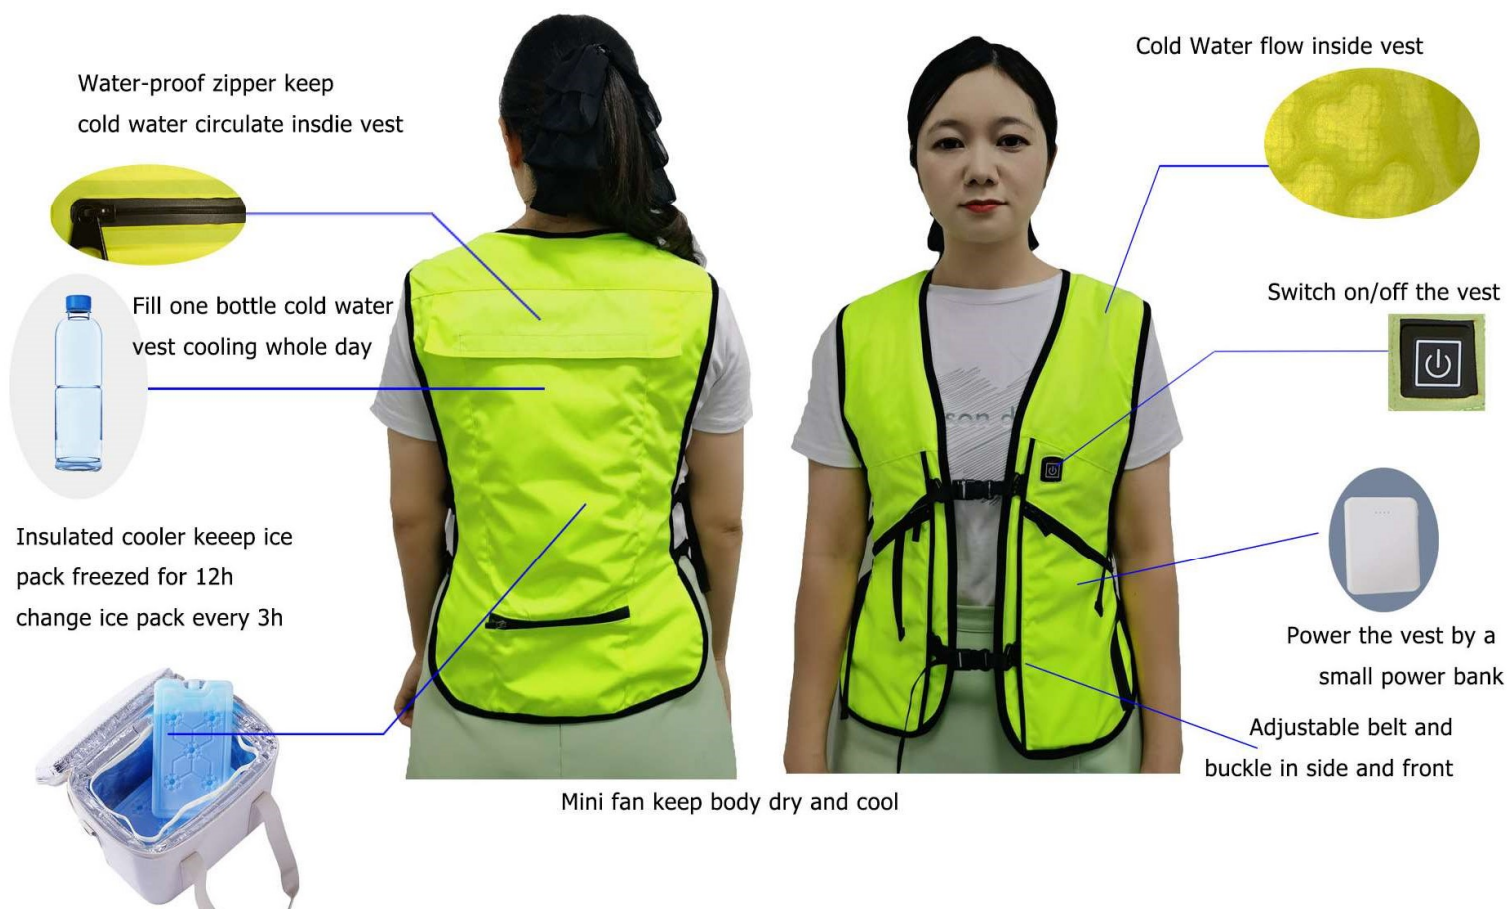 Water-proof zipper keep
cold water circulate insdie vest
Fill one bottle cold water
vest cooling whole day
Insulated cooler keeep ice
pack freezed for 12h
change ice pack every 3h
Cold Water flow inside vest
Switch on/off the vest
Power the vest by a
small power bank
Adjustable belt and
buckle in side and front
Mini fan keep body dry and cool